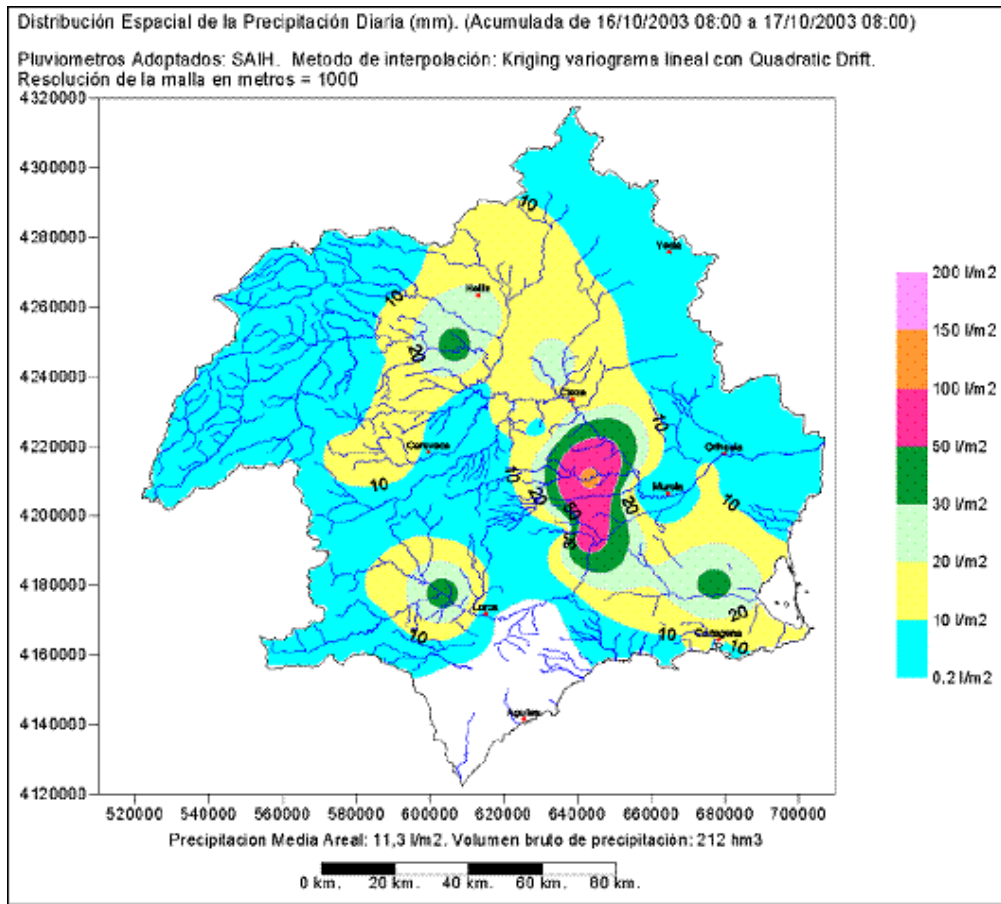 Distribución Espacial de la Precipitación Diaria (mm). (Acumulada de 16/10/2003 08:00 a 17/10/2003 08:00)
Pluviometros Adoptados: SAIH. Metodo de interpolación: Kriging variograma lineal con Quadratic Drift.
Resolución de la malla en metros = 1000
4320000
4300000
4280000
4260000
4240000
4220000
4200000
4180000
4160000
4140000
4120000
10
Yecla
10
Hellin
20
Cieza
10
Caravaca
Orihuela
10
10
20
50
Murcia
20
10
30
Lorca
20
10
10
Cartagena
10
Aguilas
200 l/m2
150 l/m2
100 l/m2
50 l/m2
30 l/m2
20 l/m2
10 l/m2
0.2 l/m2
520000 540000 560000 580000 600000 620000 640000 660000 680000 700000
Precipitacion Media Areal: 11,3 l/m2. Volumen bruto de precipitación: 212 hm3
0 km. 20 km. 40 km. 60 km. 80 km.